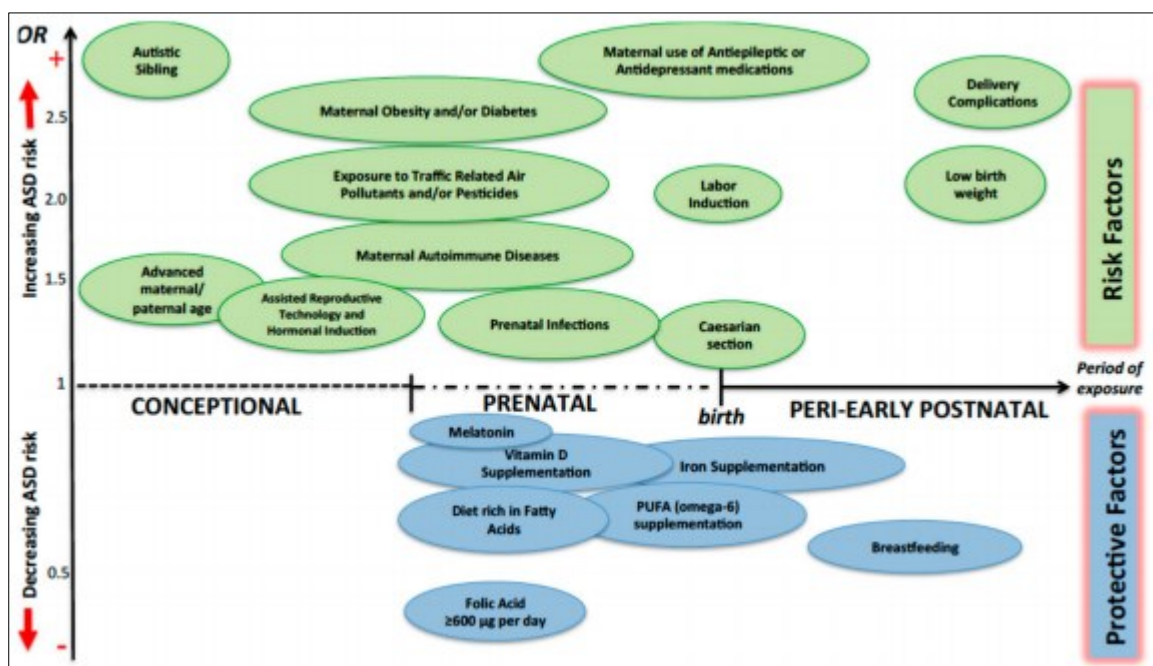 OR
+
Increasing ASD risk
2.5
2.0
1.5
1
0.5
Decreasing ASD risk
-
Autistic
Sibling
Maternal use of Antiepileptic or
Antidepressant medications
Delivery
Complications
Maternal Obesity and/or Diabetes
Exposure to Traffic Related Air
Pollutants and/or Pesticides
Labor
Induction
Low birth
weight
Maternal Autoimmune Diseases
Advanced
maternal/
paternal age
Assisted Reproductive
Technology and
Hormonal Induction
Prenatal Infections
Caesarian
section
Risk Factors
Period of
exposure
CONCEPTIONAL
PRENATAL
birth
PERI-EARLY POSTNATAL
Melatonin
Vitamin D
Supplementation
Iron Supplementation
Diet rich in Fatty
Acids
PUFA (omega-6)
supplementation
Breastfeeding
Folic Acid
≥600 μg per day
Protective Factors